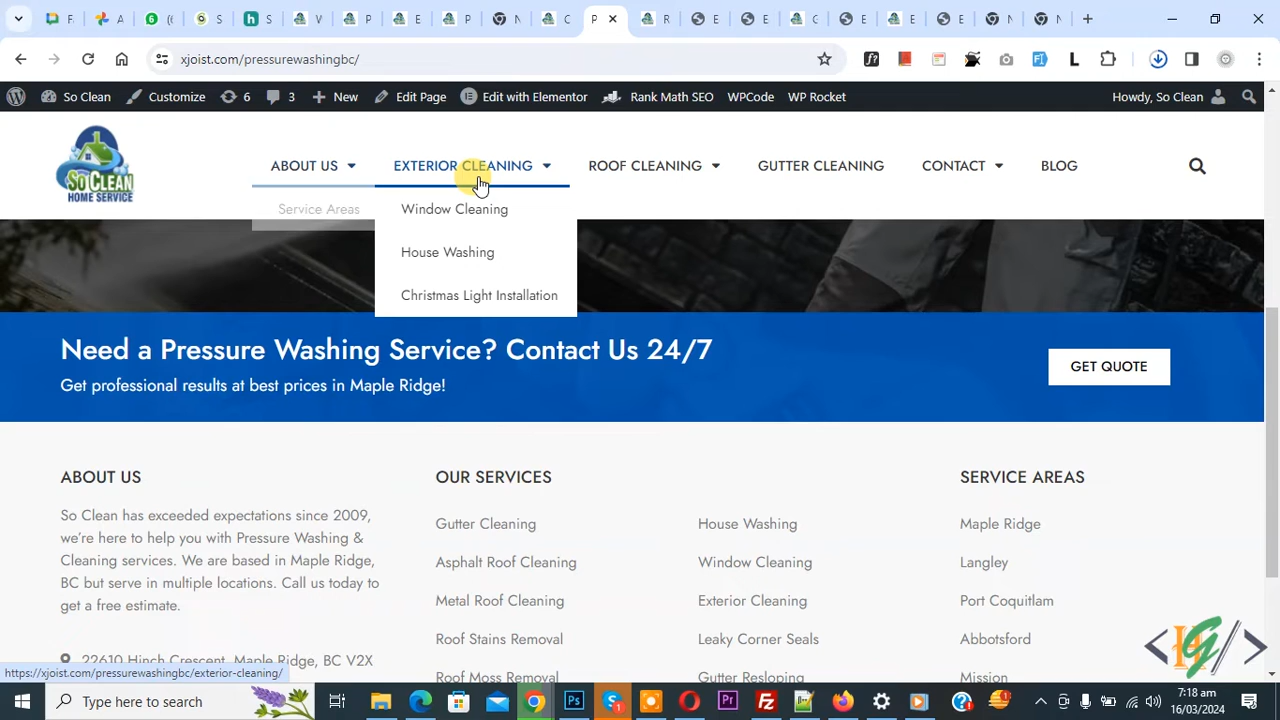 P
A
6
S
S
W
P
E
P
N
C
P
R
E
E
C
E
E
E
N
N
xjoist.com/pressurewashingbc/
f?
L
So Clean
Customize
6
3
New
Edit Page
Edit with Elementor
Rank Math SEO
WPCode
WP Rocket
Howdy, So Clean
SO CLEAN
HOME SERVICE
ABOUT US
EXTERIOR CLEANING
ROOF CLEANING
GUTTER CLEANING
CONTACT
BLOG
Service Areas
Window Cleaning
House Washing
Christmas Light Installation
Need a Pressure Washing Service? Contact Us 24/7
Get professional results at best prices in Maple Ridge!
GET QUOTE
ABOUT US
So Clean has exceeded expectations since 2009,
we're here to help you with Pressure Washing &
Cleaning services. We are based in Maple Ridge,
BC but serve in multiple locations. Call us today to
get a free estimate.
22610 Hinch Crescent, Maple Ridge, BC V2X
OUR SERVICES
Gutter Cleaning
Asphalt Roof Cleaning
Metal Roof Cleaning
Roof Stains Removal
Roof Moss Removal
House Washing
Window Cleaning
Exterior Cleaning
Leaky Corner Seals
Gutter Resloping
SERVICE AREAS
Maple Ridge
Langley
Port Coquitlam
Abbotsford
Mission
https://xjoist.com/pressurewashingbc/exterior-cleaning/
Type here to search
7:18 am
16/03/2024